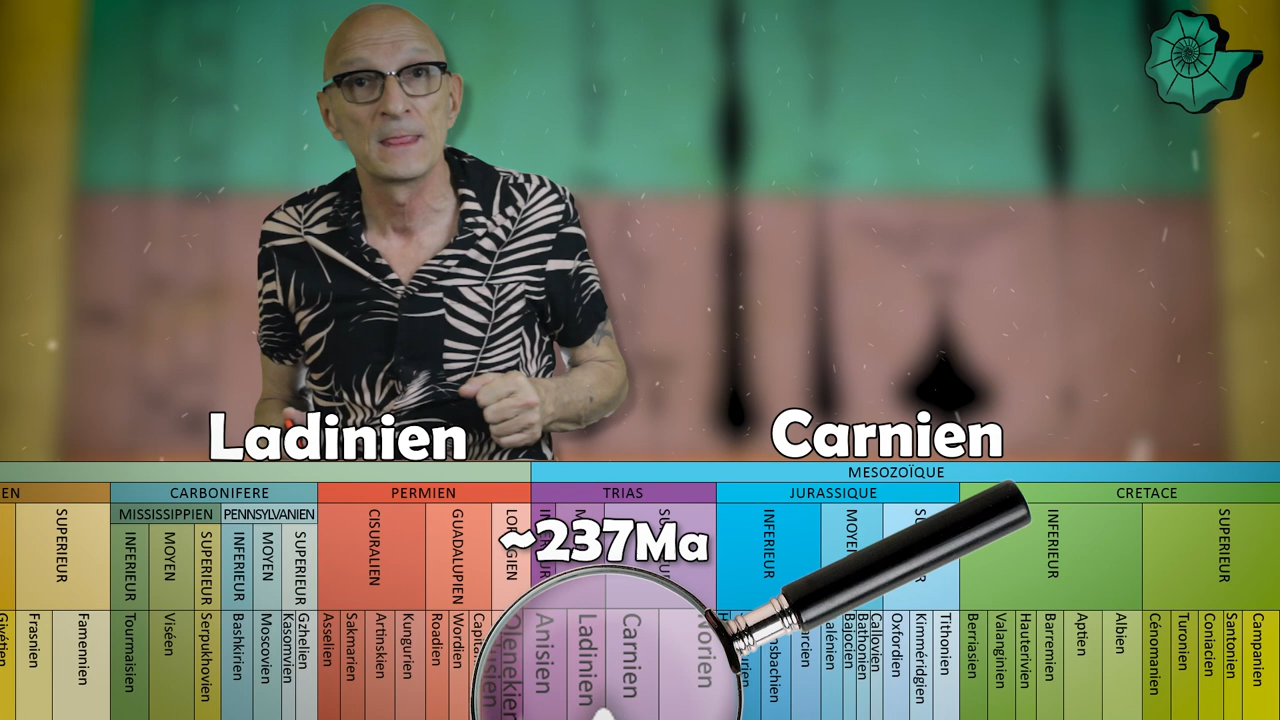 Ladinien
Carnien
MESOZOÏQUE
EN
CARBONIFERE
PERMIEN
TRIAS
JURASSIQUE
CRETACE
MISSISSIPPIEN
PENNSYLVANIEN
SUPERIEUR
INFERIEUR
MOYEN
SUPERIEUR
INFERIEUR
MOYEN
SUPERIEUR
CISURALIEN
GUADALUPIEN
~237Ma
INFERIEUR
INFERIEUR
SUPERIEUR
Givétien
Frasnien
Famennien
Tournaisien
Viséen
Serpukhovien
Bashkirien
Moscovien
Kasomvien
Gzhelien
Asselien
Sakmarien
Artinskien
Kungurien
Roadien
Wordien
Olenekien
Anisien
Ladinien
Carnien
Norien
Bajocien
Bathonien
Callovien
Oxfordien
Kimméridgien
Tithonien
Berriasien
Valanginien
Hauterivien
Barremien
Aptien
Albien
Cénomanien
Turonien
Coniacien
Santonien
Campanien